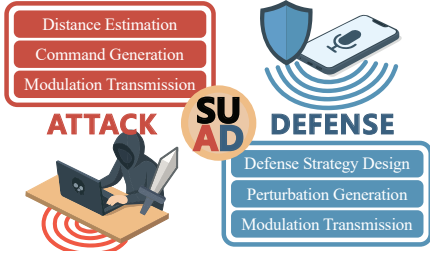 Distance Estimation
Command Generation
Modulation Transmission
ATTACK
SU
AD
DEFENSE
Defense Strategy Design
Perturbation Generation
Modulation Transmission